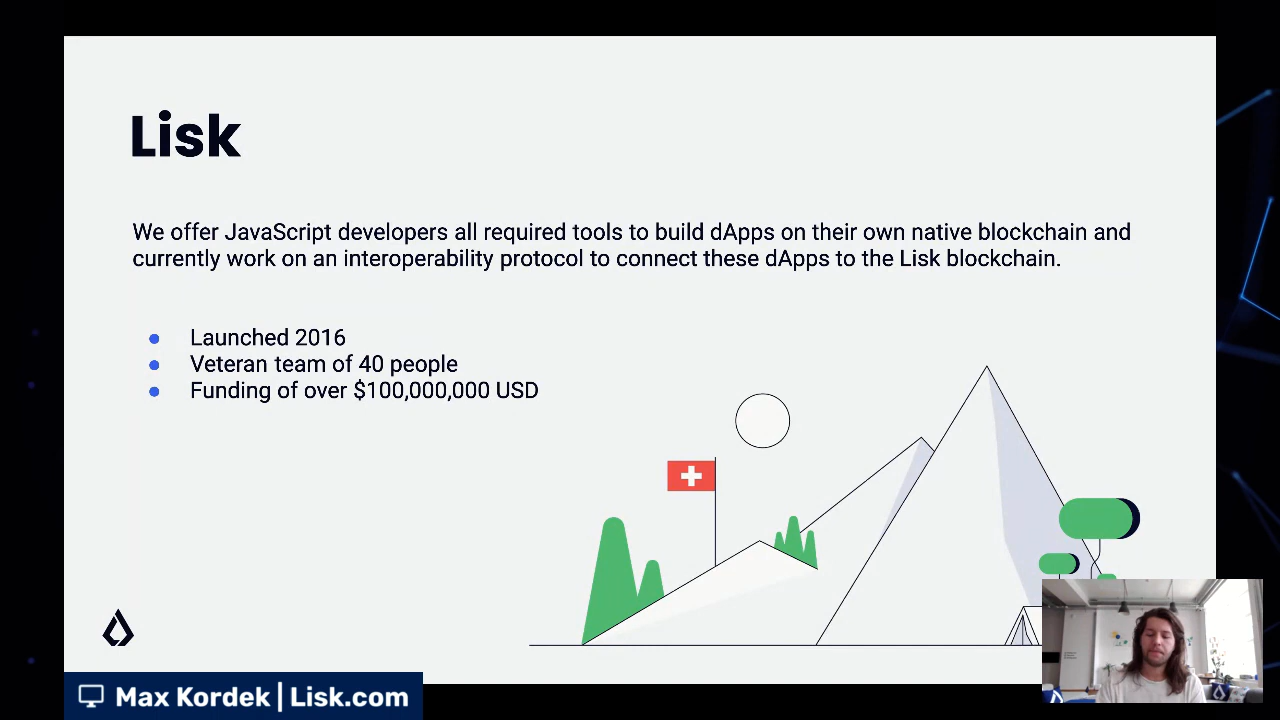 Lisk
We offer JavaScript developers all required tools to build dApps on their own native blockchain and
currently work on an interoperability protocol to connect these dApps to the Lisk blockchain.
● Launched 2016
● Veteran team of 40 people
● Funding of over $100,000,000 USD
Max Kordek | Lisk.com